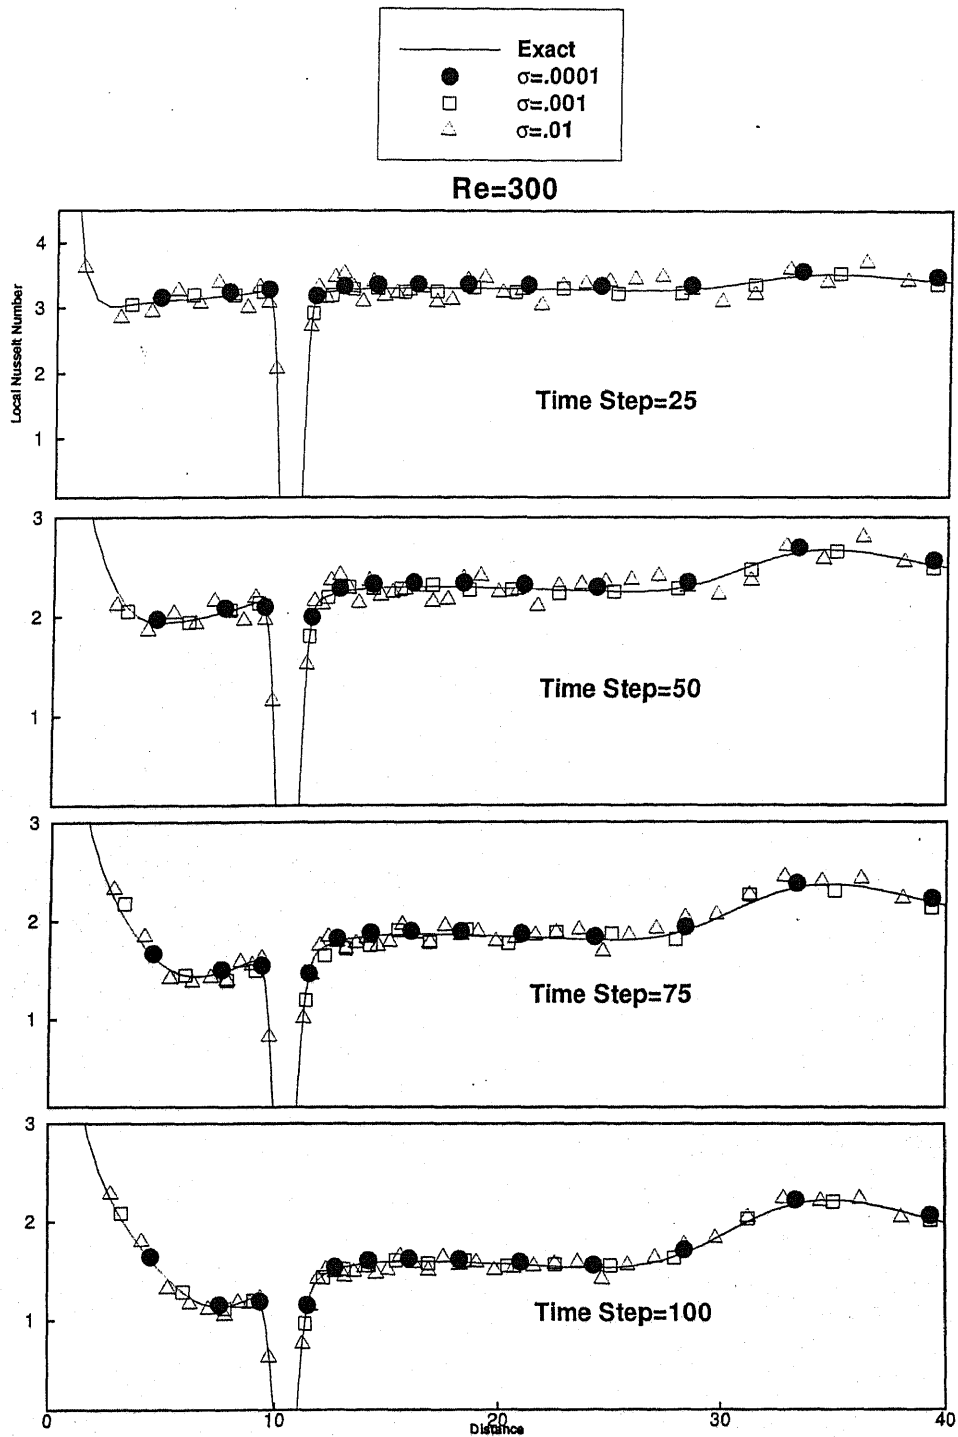 Exact
σ=.0001
σ=.001
σ=.01
Re=300
4
3
2
1
Local Nusselt Number
Time Step=25
3
2
1
Time Step=50
3
2
1
Time Step=75
3
2
1
Time Step=100
0
10
20
30
40
Distance